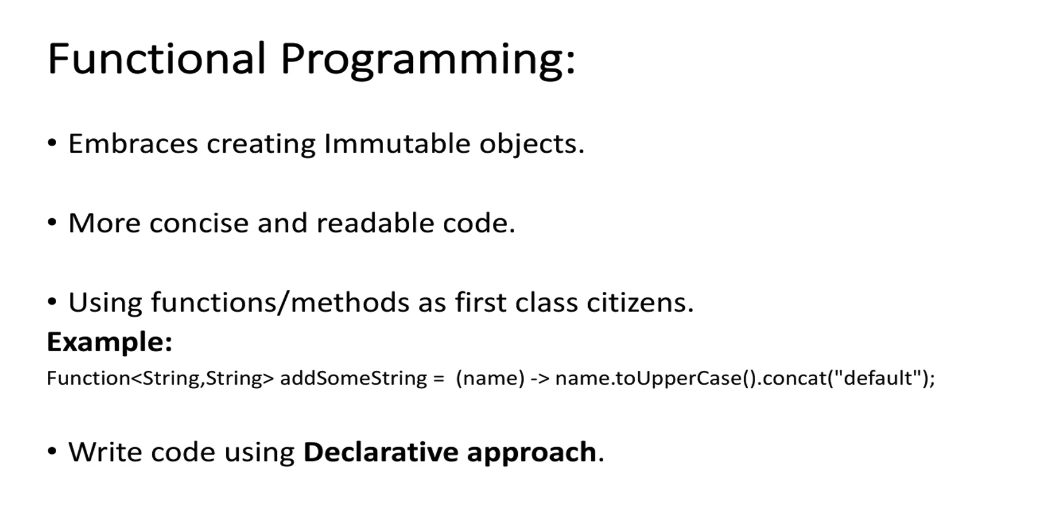 Functional Programming:
• Embraces creating Immutable objects.
• More concise and readable code.
• Using functions/methods as first class citizens.
Example:
Function<String,String> addSomeString =  (name) -> name.toUpperCase().concat("default");
• Write code using Declarative approach.